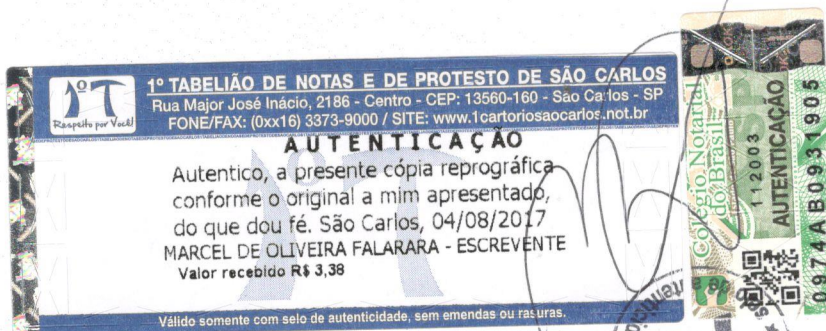 1º TABELIÃO DE NOTAS E DE PROTESTO DE SÃO CARLOS
Rua Major José Inácio, 2186 - Centro - CEP: 13560-160 - São Carlos - SP
FONE/FAX: (0xx16) 3373-9000 / SITE: www.1cartoriosaocarlos.not.br
1ºT
Respeito por Você!
AUTENTICAÇÃO
Autentico, a presente cópia reprográfica
conforme o original a mim apresentado,
do que dou fé. São Carlos, 04/08/2017
MARCEL DE OLIVEIRA FALARARA - ESCREVENTE
Valor recebido R$ 3,38
Válido somente com selo de autenticidade, sem emendas ou rasuras.
Colégio Notarial
do Brasil
112003
AUTENTICAÇÃO
0974AB0931905